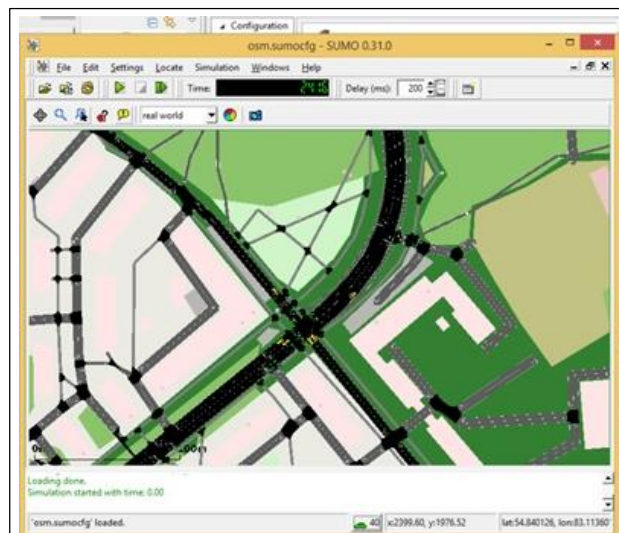 Configuration
osm.sumocfg - SUMO 0.31.0
File Edit Settings Locate Simulation Windows Help
Time: 2416 Delay (ms): 200
real world
Loading done.
Simulation started with time: 0.00
'osm.sumocfg' loaded. 40 x:2399.60, y:1976.52 lat:54.840126, lon:83.11360